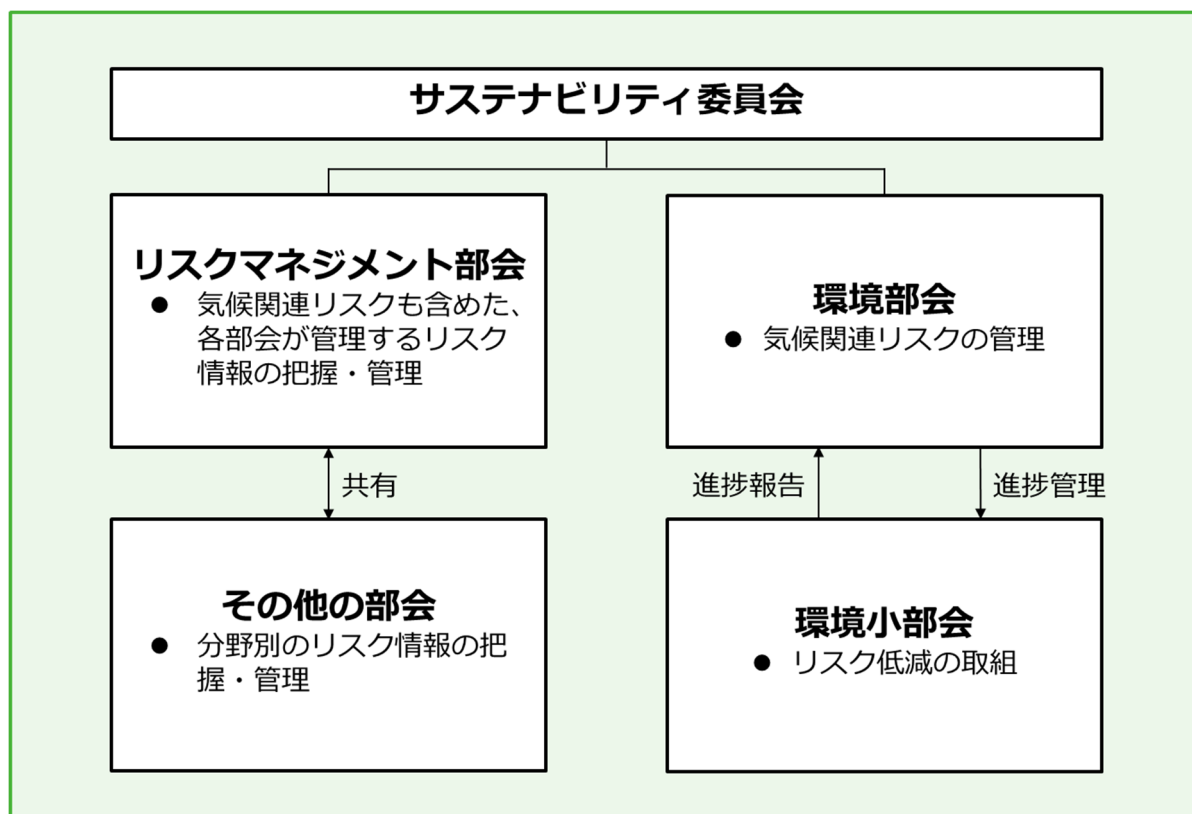 サステナビリティ委員会
リスクマネジメント部会
● 気候関連リスクも含めた、
各部会が管理するリスク
情報の把握・管理
環境部会
● 気候関連リスクの管理
共有
進捗報告
進捗管理
その他の部会
● 分野別のリスク情報の把
握・管理
環境小部会
● リスク低減の取組